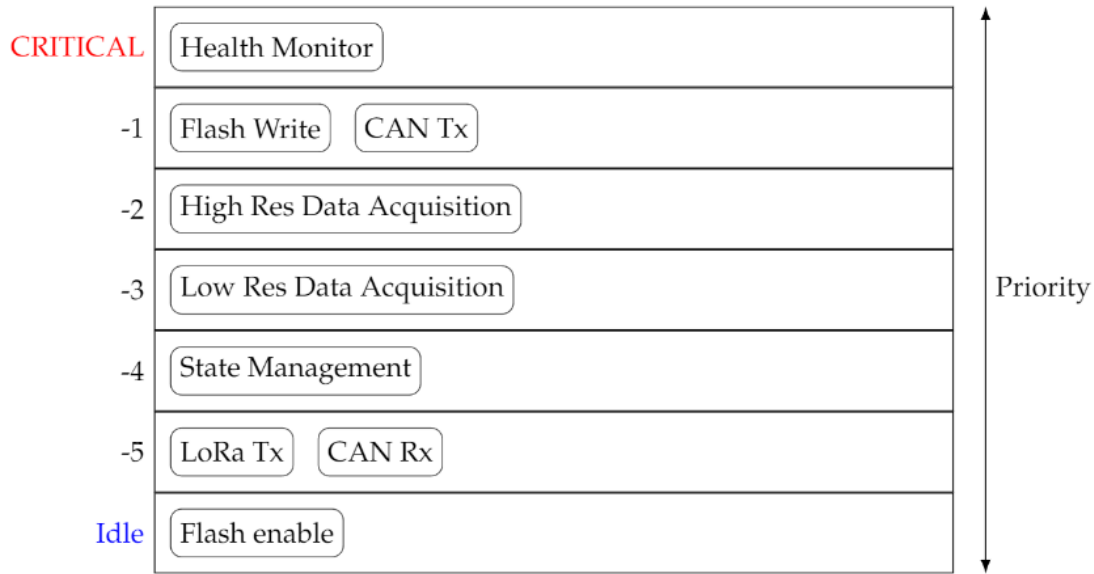 CRITICAL Health Monitor
-1 Flash Write CAN Tx
-2 High Res Data Acquisition
-3 Low Res Data Acquisition
Priority
-4 State Management
-5 LoRa Tx CAN Rx
Idle Flash enable